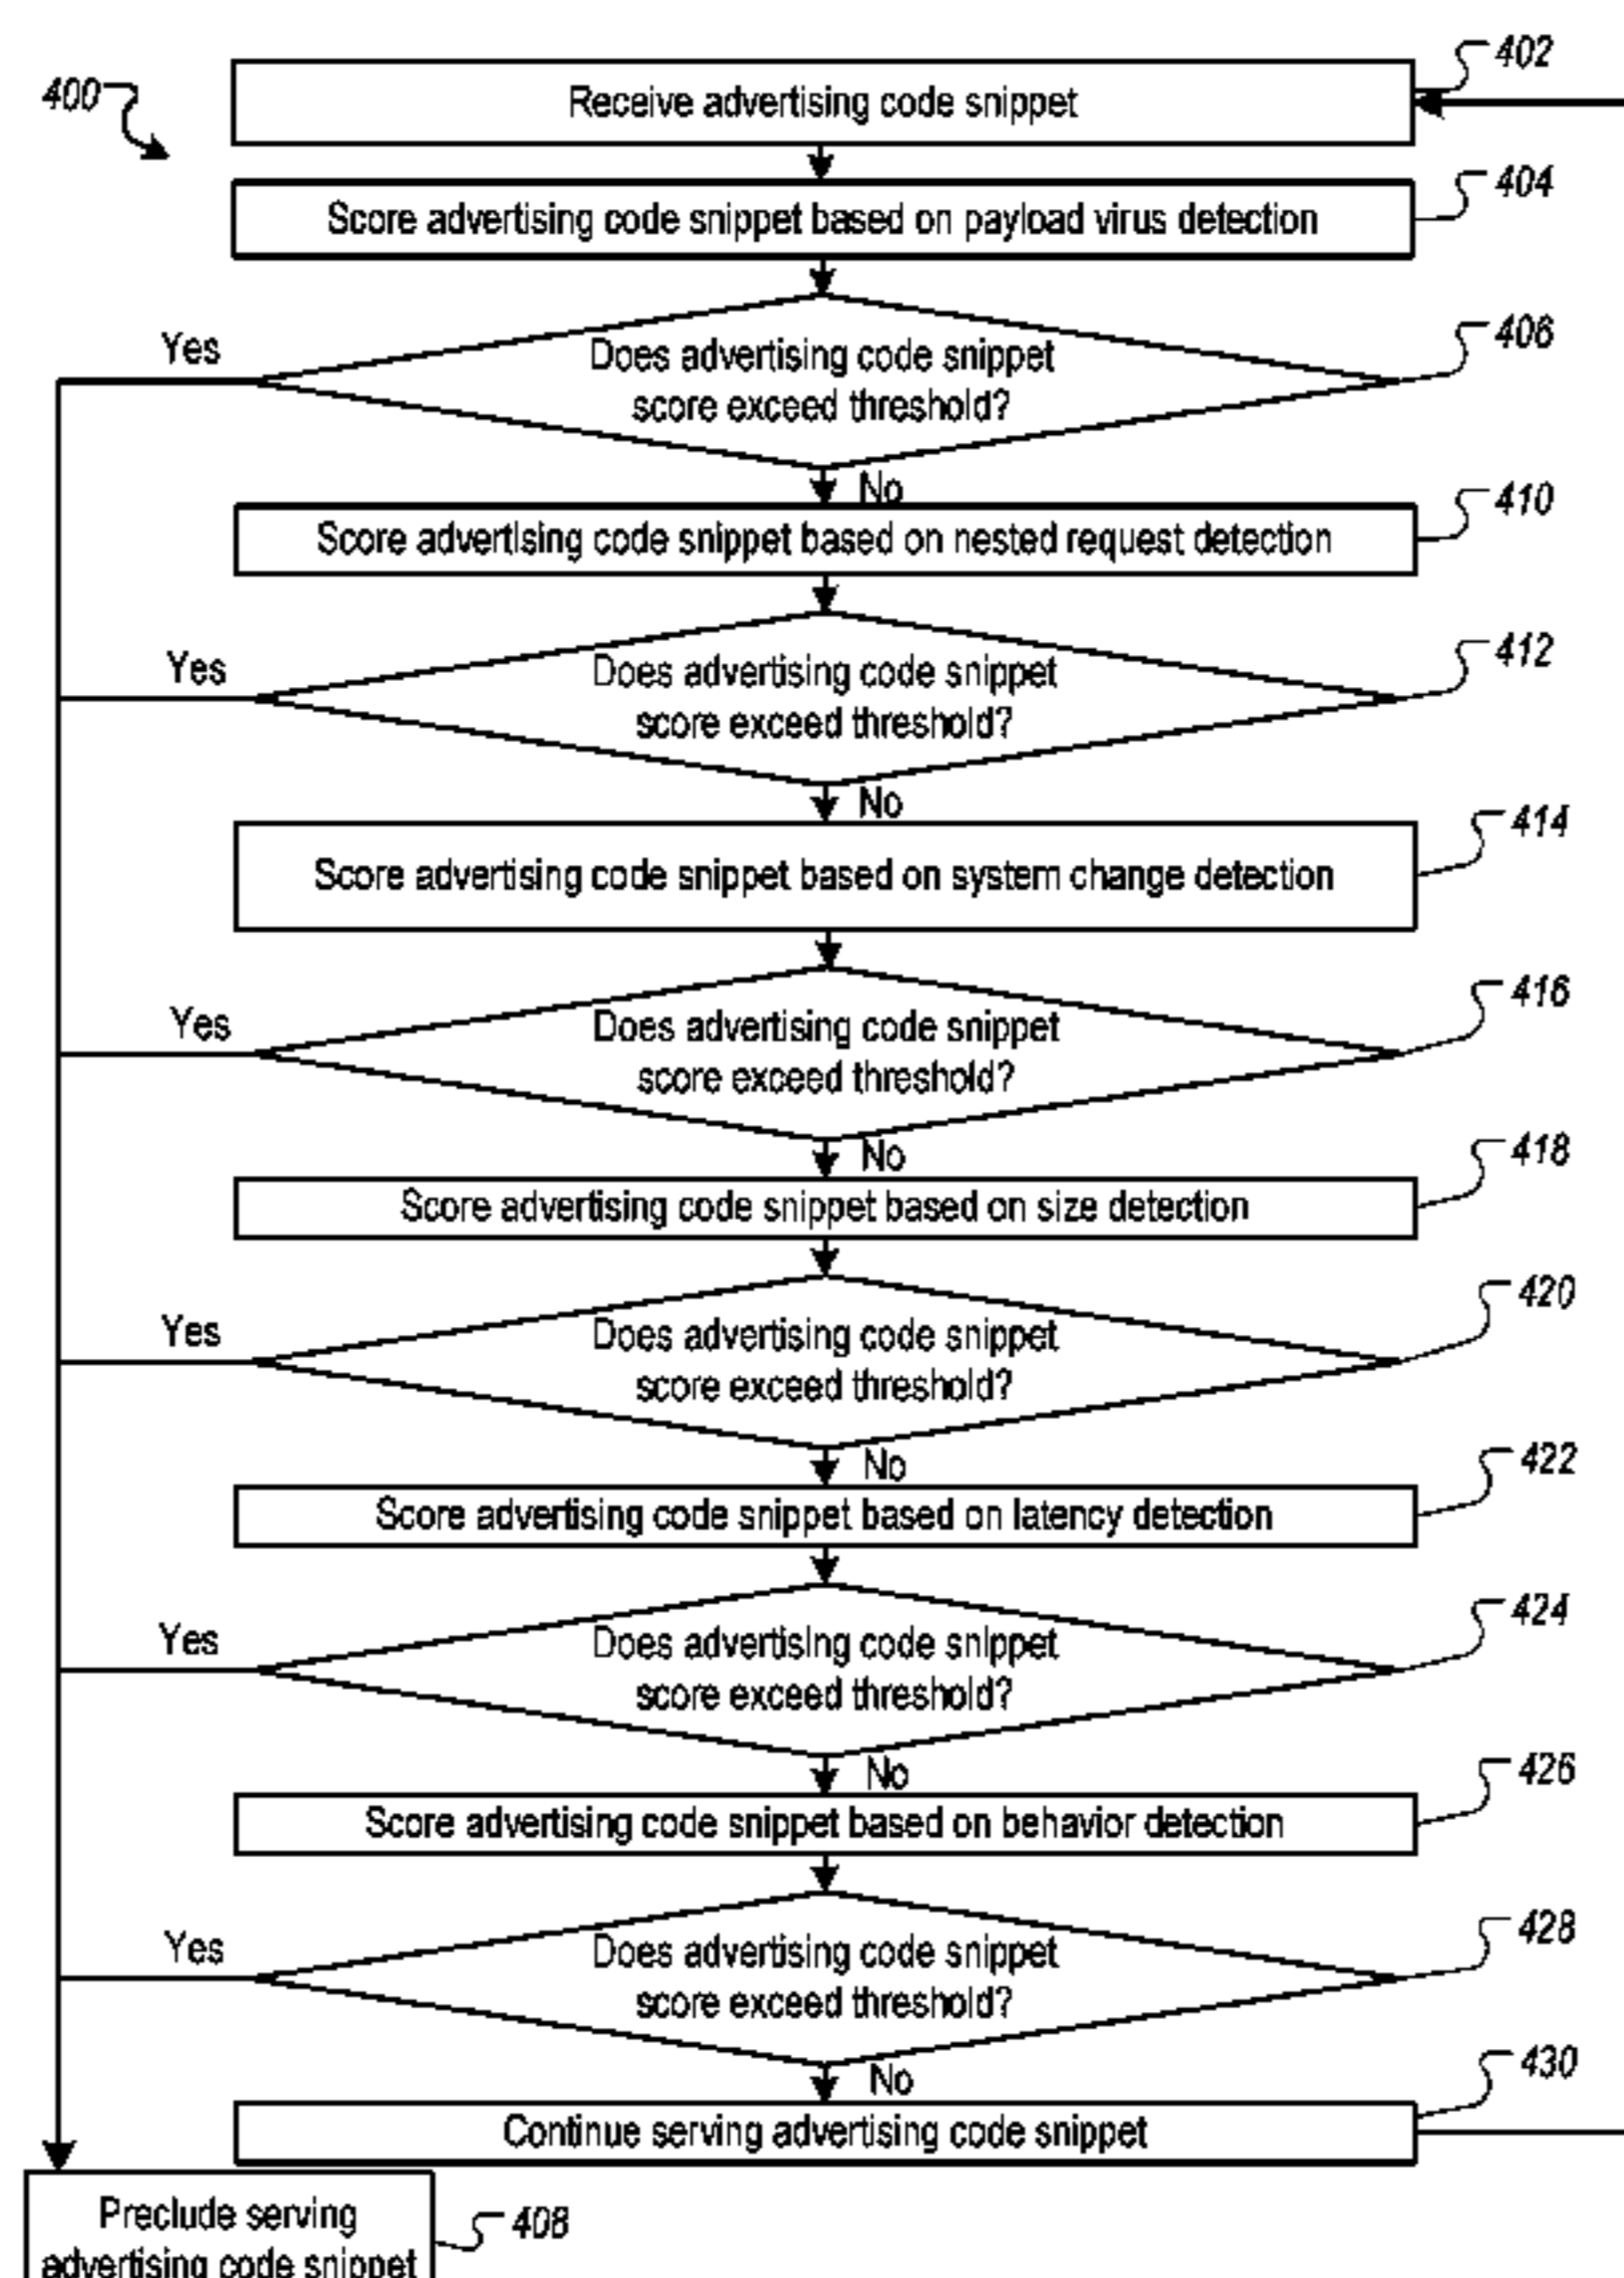 400
Receive advertising code snippet
402
Score advertising code snippet based on payload virus detection
404
Does advertising code snippet
score exceed threshold?
406
Yes
No
Score advertising code snippet based on nested request detection
410
Does advertising code snippet
score exceed threshold?
412
Yes
No
Score advertising code snippet based on system change detection
414
Does advertising code snippet
score exceed threshold?
416
Yes
No
Score advertising code snippet based on size detection
418
Does advertising code snippet
score exceed threshold?
420
Yes
No
Score advertising code snippet based on latency detection
422
Does advertising code snippet
score exceed threshold?
424
Yes
No
Score advertising code snippet based on behavior detection
426
Does advertising code snippet
score exceed threshold?
428
Yes
No
Continue serving advertising code snippet
430
Preclude serving
advertising code snippet
408